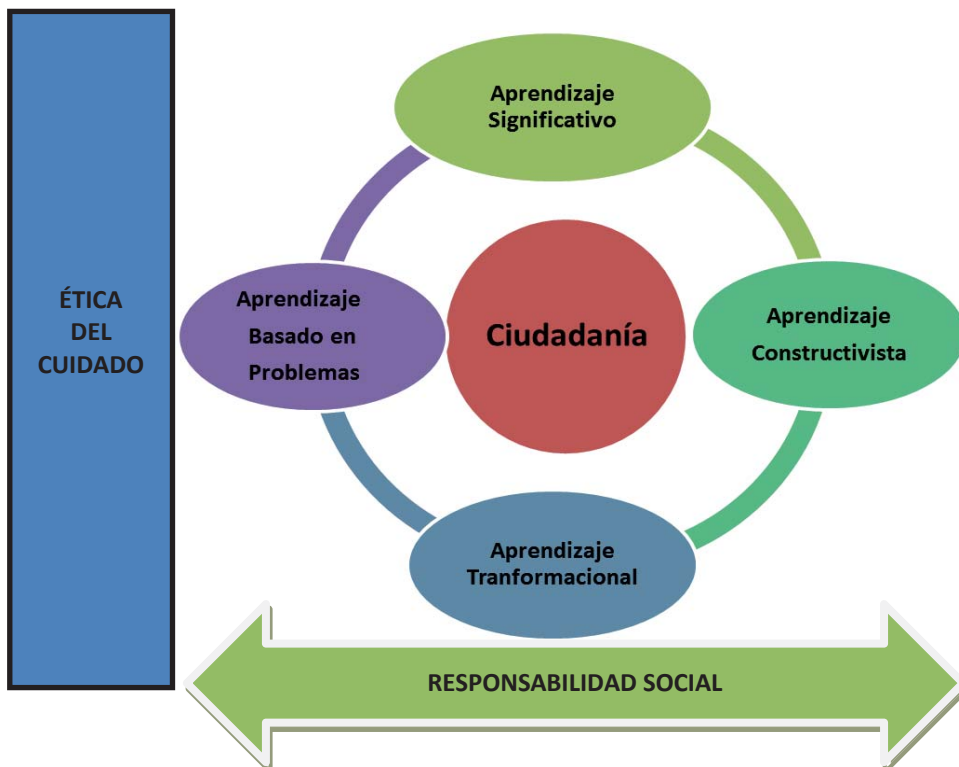 Aprendizaje
Significativo
ÉTICA
DEL
CUIDADO
Aprendizaje
Basado en
Problemas
Ciudadanía
Aprendizaje
Constructivista
Aprendizaje
Tranformacional
RESPONSABILIDAD SOCIAL